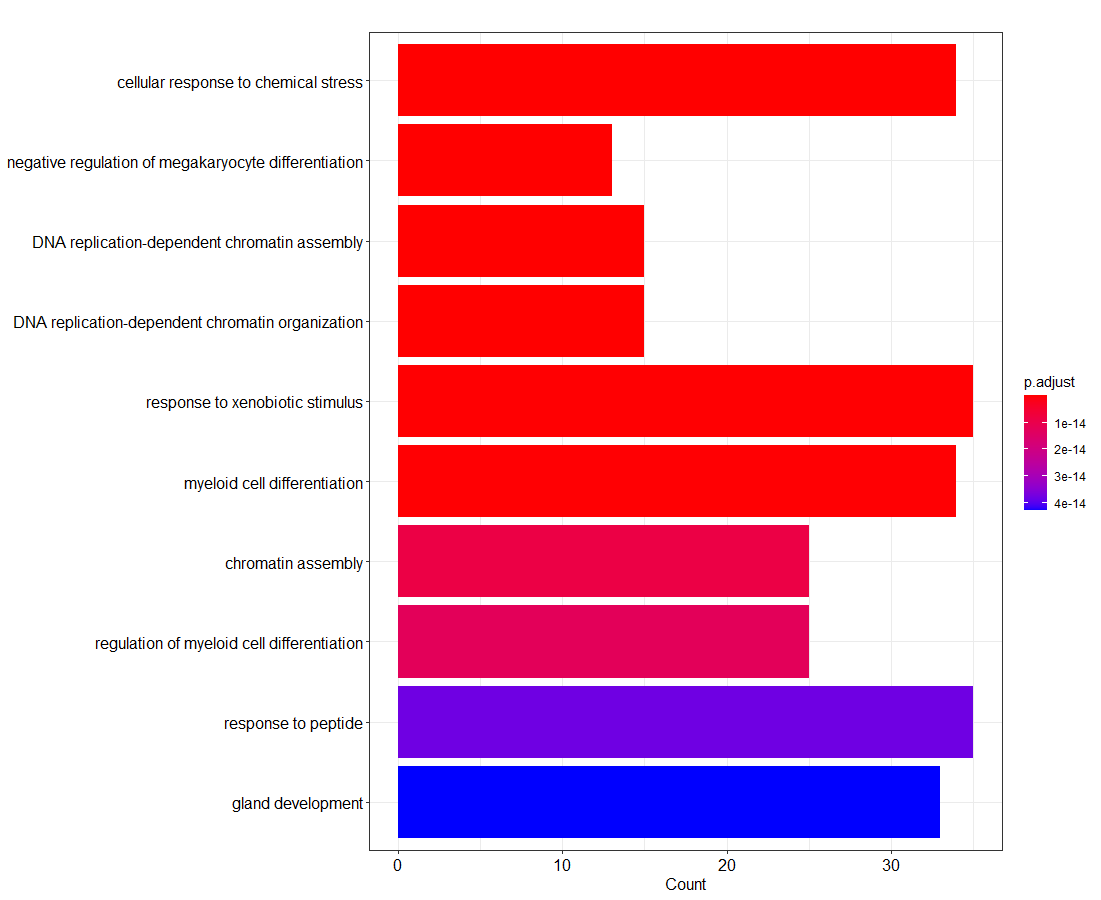 cellular response to chemical stress
negative regulation of megakaryocyte differentiation
DNA replication-dependent chromatin assembly
DNA replication-dependent chromatin organization
response to xenobiotic stimulus
myeloid cell differentiation
chromatin assembly
regulation of myeloid cell differentiation
response to peptide
gland development
0 10 20 30
Count
p.adjust
1e-14
2e-14
3e-14
4e-14